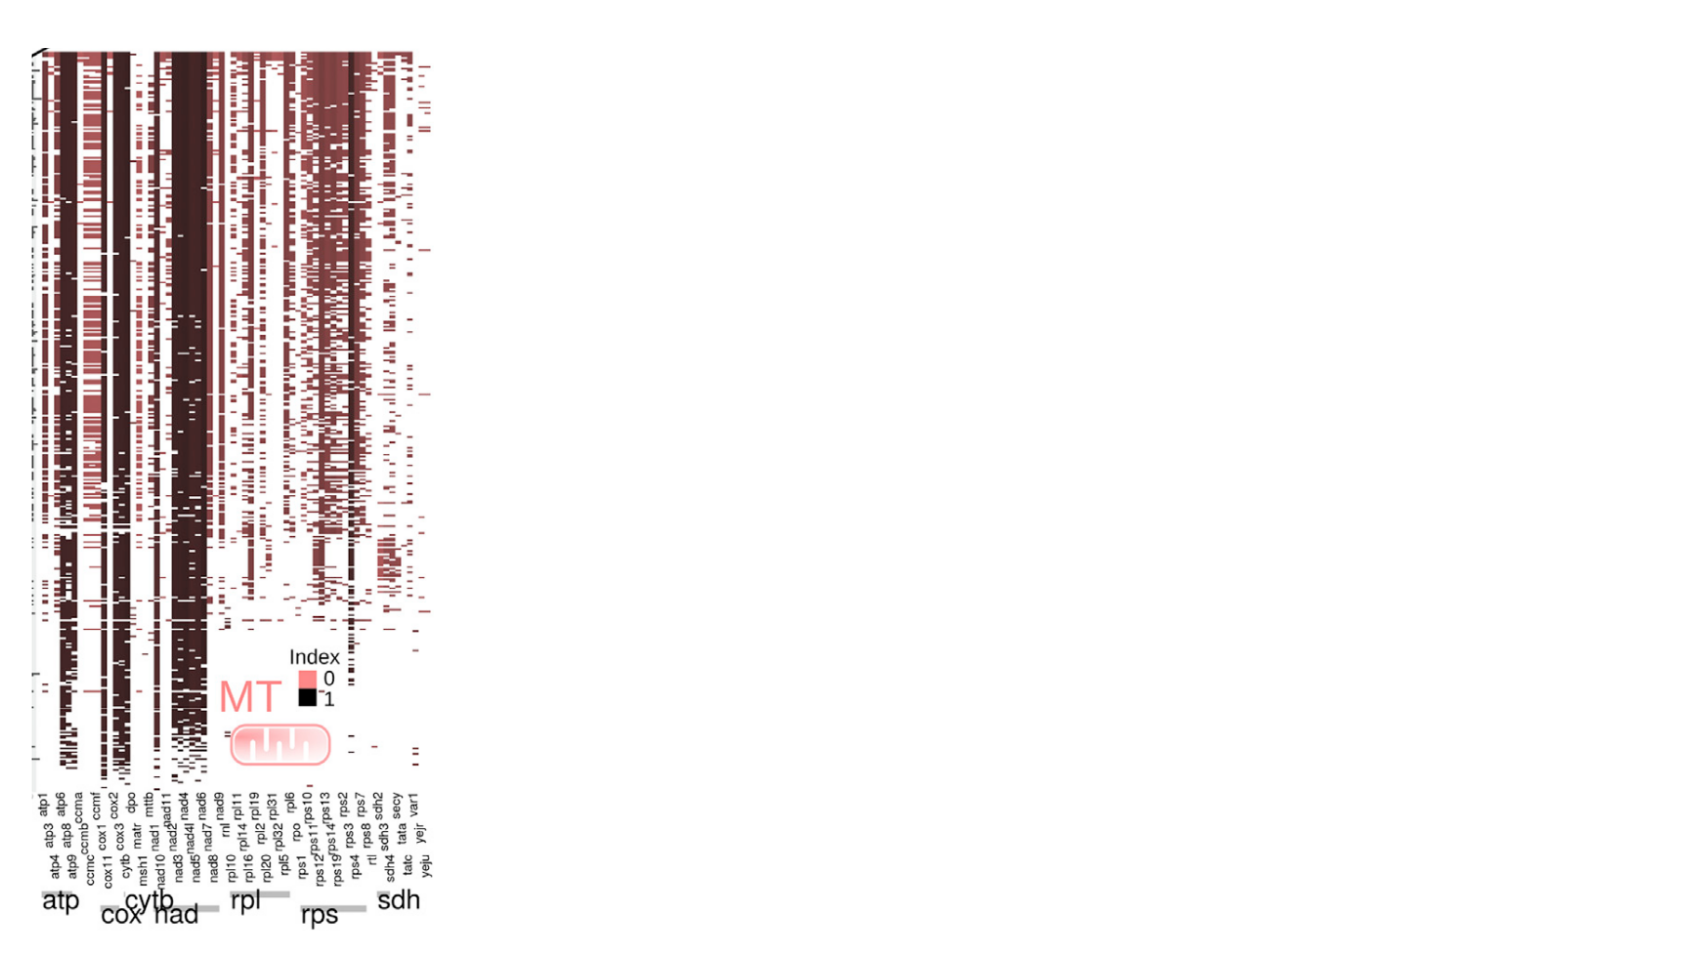 Index
0
MT
1
atp1 atp6 ccma ccmf cox2 dpo mttb nad11 nad4 nad6 nad9 rpl11 rpl19 rpl31 rpl6 rps10 rps13 rps2 rps7 sdh2 secy var1
atp3 atp8 ccmb cox1 cox3 matr nad1 nad2 nad4l nad7 rnl rpl14 rpl2 rpl32 rpo rps11 rps14 rps3 rps8 sdh3 tata yejr
atp4 atp9 ccmc cox11 cytb msh1 nad10 nad3 nad5 nad8 rpl10 rpl16 rpl20 rpl5 rps1 rps12 rps19 rps4 rtl sdh4 tatc yeju
atp cytb rpl sdh
cox nad rps